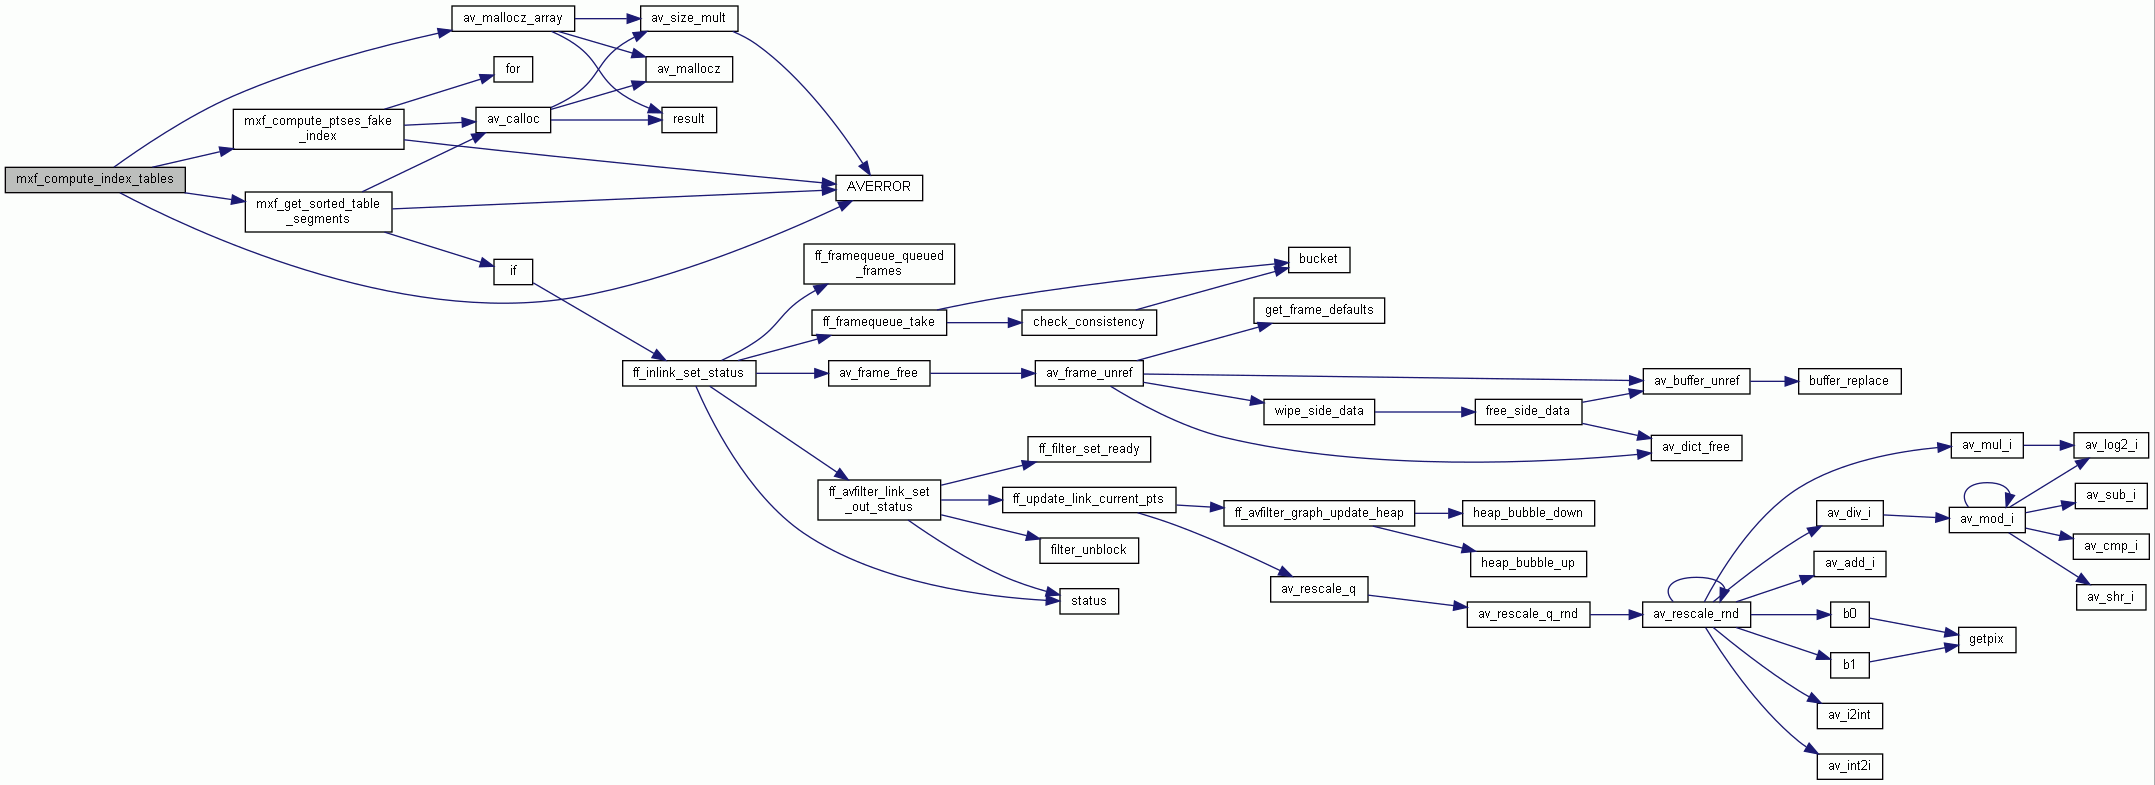 av_mallocz_array
av_size_mult
for
av_mallocz
mxf_compute_ptses_fake
_index
av_calloc
result
mxf_compute_index_tables
AVERROR
mxf_get_sorted_table
_segments
if
ff_framequeue_queued
_frames
bucket
get_frame_defaults
ff_framequeue_take
check_consistency
ff_inlink_set_status
av_frame_free
av_frame_unref
av_buffer_unref
buffer_replace
wipe_side_data
free_side_data
av_dict_free
ff_filter_set_ready
av_mul_i
av_log2_i
ff_avfilter_link_set
_out_status
ff_update_link_current_pts
ff_avfilter_graph_update_heap
heap_bubble_down
av_div_i
av_mod_i
av_sub_i
filter_unblock
heap_bubble_up
av_add_i
av_cmp_i
status
av_rescale_q
av_rescale_q_rnd
av_rescale_rnd
b0
av_shr_i
getpix
b1
av_i2int
av_int2i